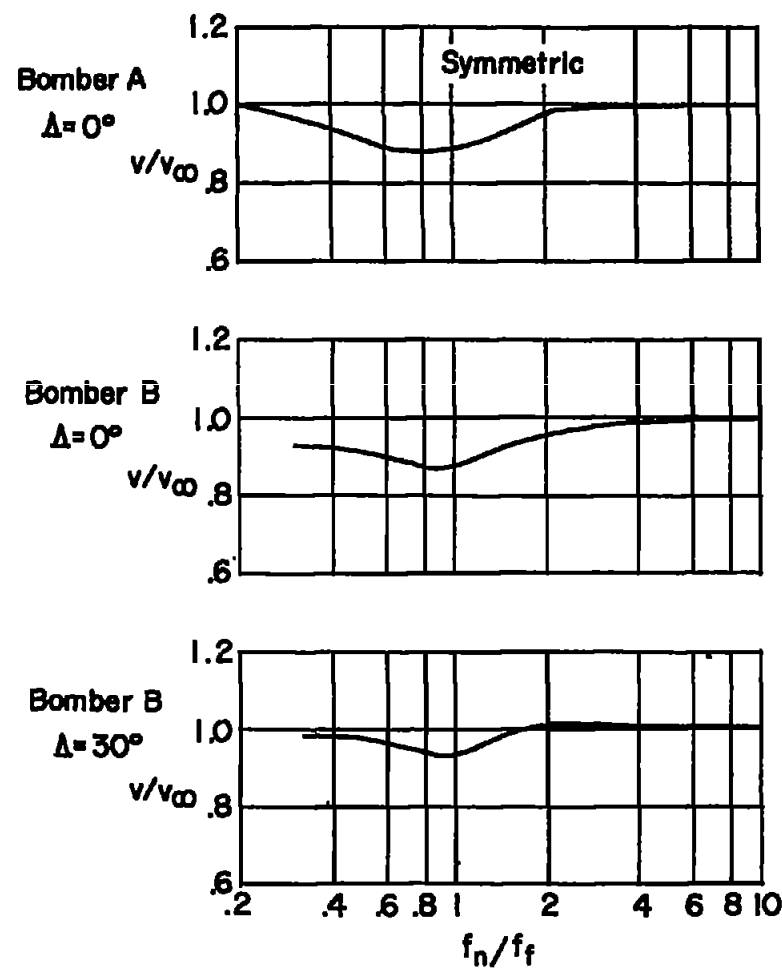 Symmetric
Bomber A
Λ=0°
v/v∞
1.2
1.0
.8
.6
Bomber B
Λ=0°
v/v∞
1.2
1.0
.8
.6
Bomber B
Λ=30°
v/v∞
1.2
1.0
.8
.6
.2 .4 .6 .8 1 2 4 6 8 10
fn/ff